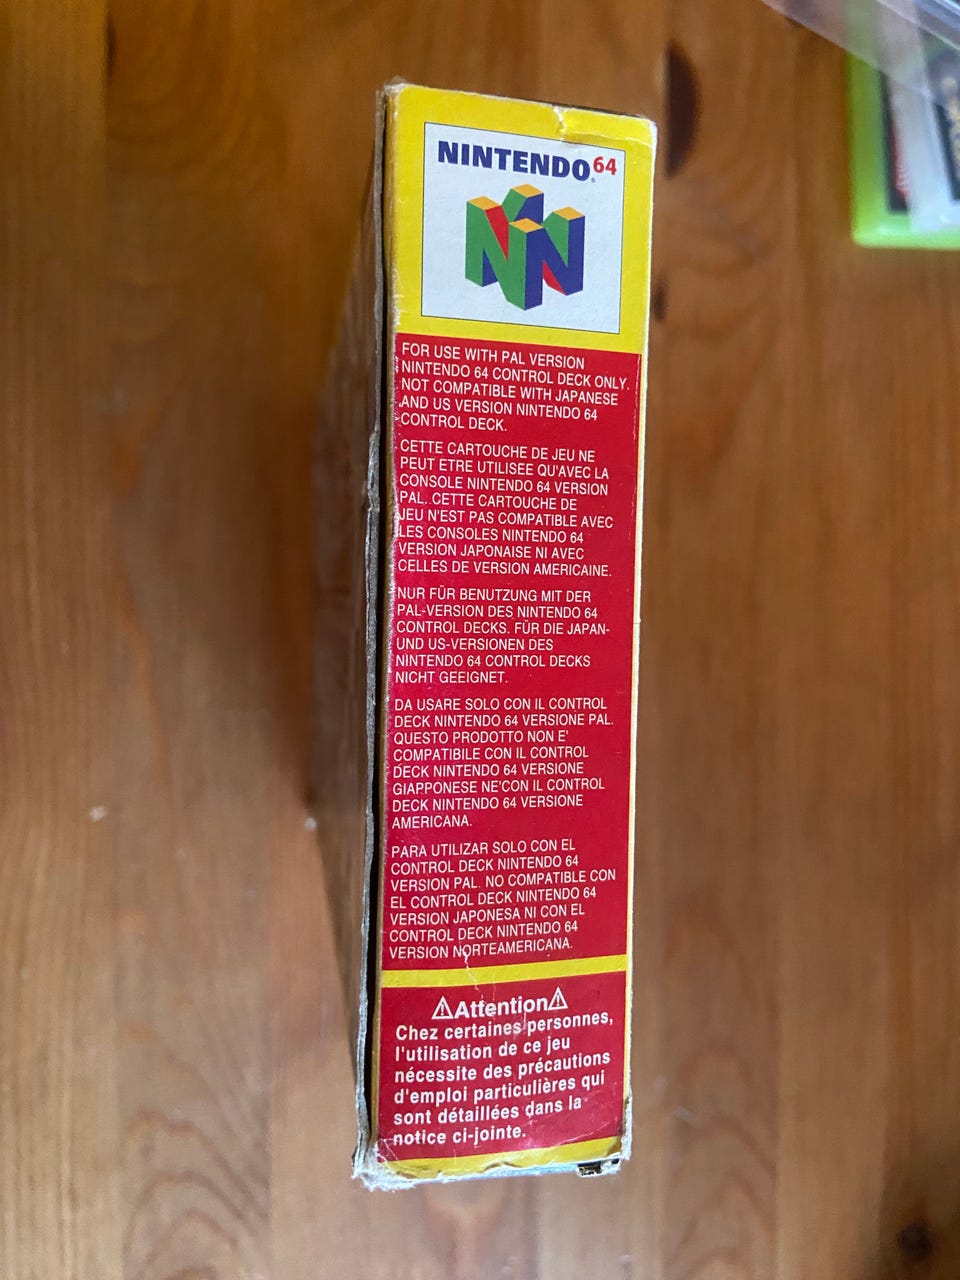 NINTENDO 64
FOR USE WITH PAL VERSION
NINTENDO 64 CONTROL DECK ONLY.
NOT COMPATIBLE WITH JAPANESE
AND US VERSION NINTENDO 64
CONTROL DECK.
CETTE CARTOUCHE DE JEU NE
PEUT ETRE UTILISEE QU'AVEC LA
CONSOLE NINTENDO 64 VERSION
PAL. CETTE CARTOUCHE DE
JEU N'EST PAS COMPATIBLE AVEC
LES CONSOLES NINTENDO 64
VERSION JAPONAISE NI AVEC
CELLES DE VERSION AMERICAINE.
NUR FÜR BENUTZUNG MIT DER
PAL-VERSION DES NINTENDO 64
CONTROL DECKS. FÜR DIE JAPAN-
UND US-VERSIONEN DES
NINTENDO 64 CONTROL DECKS
NICHT GEEIGNET.
DA USARE SOLO CON IL CONTROL
DECK NINTENDO 64 VERSIONE PAL.
QUESTO PRODOTTO NON E'
COMPATIBILE CON IL CONTROL
DECK NINTENDO 64 VERSIONE
GIAPPONESE NE'CON IL CONTROL
DECK NINTENDO 64 VERSIONE
AMERICANA.
PARA UTILIZAR SOLO CON EL
CONTROL DECK NINTENDO 64
VERSION PAL. NO COMPATIBLE CON
EL CONTROL DECK NINTENDO 64
VERSION JAPONESA NI CON EL
CONTROL DECK NINTENDO 64
VERSION NORTEAMERICANA.
⚠Attention⚠
Chez certaines personnes,
l'utilisation de ce jeu
nécessite des précautions
d'emploi particulières qui
sont détaillées dans la
notice ci-jointe.